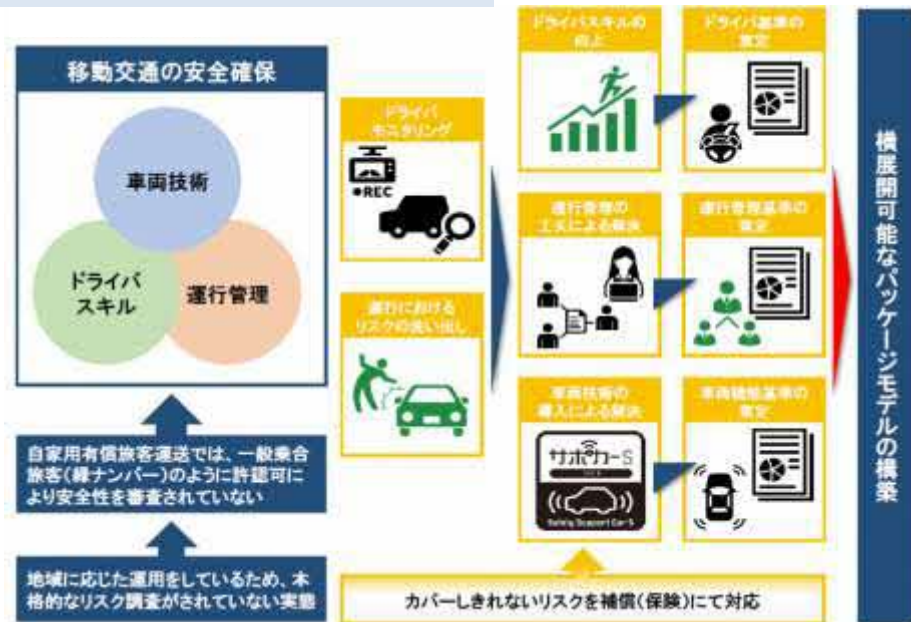 移動交通の安全確保
車両技術
ドライバ
スキル
運行管理
自家用有償旅客運送では、一般乗合
旅客(緑ナンバー)のように許認可に
より安全性を審査されていない
地域に応じた運用をしているため、本
格的なリスク調査がされていない実態
ドライバ
モニタリング
REC
運行における
リスクの洗い出し
ドライバスキルの
向上
運行管理の
工夫による解決
車両技術の
導入による解決
サポカーS
Safety Support Car S
ドライバ基準の
策定
運行管理基準の
策定
車両機能基準の
策定
カバーしきれないリスクを補償(保険)にて対応
横展開可能なパッケージモデルの構築